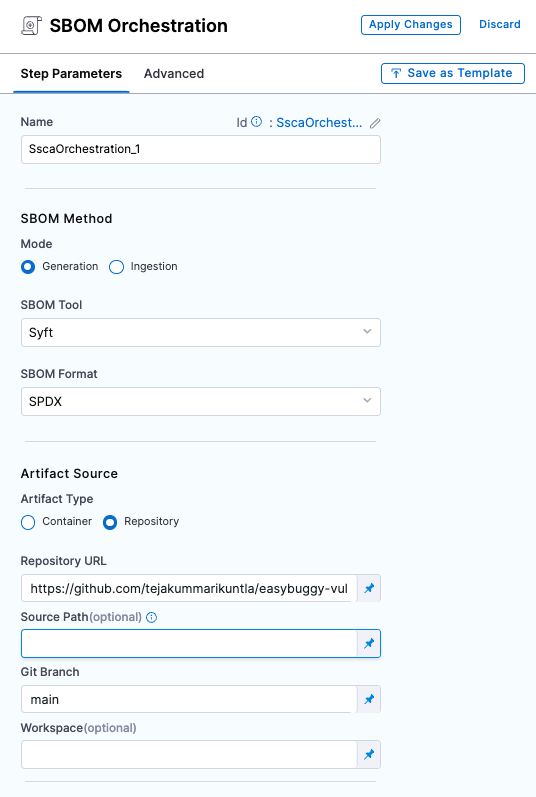 SBOM Orchestration Apply Changes Discard
Step Parameters Advanced Save as Template
Name Id : SscaOrchest...
SscaOrchestration_1
SBOM Method
Mode
Generation Ingestion
SBOM Tool
Syft
SBOM Format
SPDX
Artifact Source
Artifact Type
Container Repository
Repository URL
https://github.com/tejakummarikuntla/easybuggy-vul
Source Path(optional)
Git Branch
main
Workspace(optional)